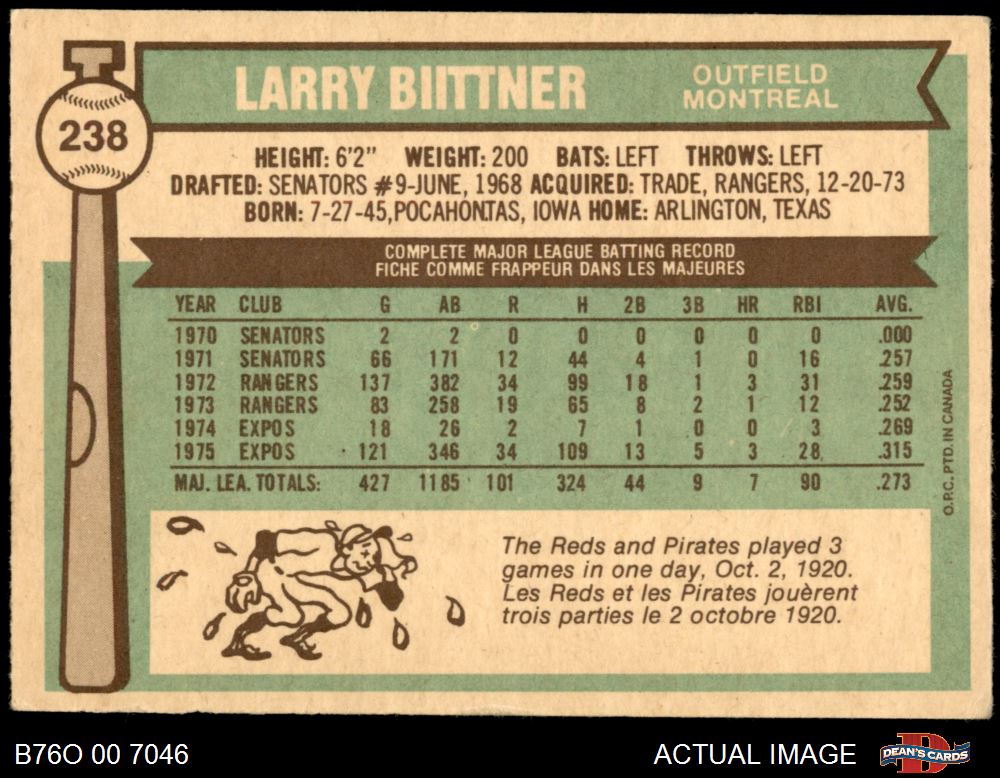 LARRY BIITTNER
OUTFIELD
MONTREAL
238
HEIGHT: 6'2" WEIGHT: 200 BATS: LEFT THROWS: LEFT
DRAFTED: SENATORS #9-JUNE, 1968 ACQUIRED: TRADE, RANGERS, 12-20-73
BORN: 7-27-45, POCAHONTAS, IOWA HOME: ARLINGTON, TEXAS
COMPLETE MAJOR LEAGUE BATTING RECORD
FICHE COMME FRAPPEUR DANS LES MAJEURES
YEAR CLUB G AB R H 2B 3B HR RBI AVG.
1970 SENATORS 2 2 0 0 0 0 0 0 .000
1971 SENATORS 66 171 12 44 4 1 0 16 .257
1972 RANGERS 137 382 34 99 18 1 3 31 .259
1973 RANGERS 83 258 19 65 8 2 1 12 .252
1974 EXPOS 18 26 2 7 1 0 0 3 .269
1975 EXPOS 121 346 34 109 13 5 3 28 .315
MAJ. LEA. TOTALS: 427 1185 101 324 44 9 7 90 .273
O.P.C. PTD. IN CANADA
The Reds and Pirates played 3
games in one day, Oct. 2, 1920.
Les Reds et les Pirates jouèrent
trois parties le 2 octobre 1920.
B76O 00 7046
ACTUAL IMAGE
DEAN'S CARDS